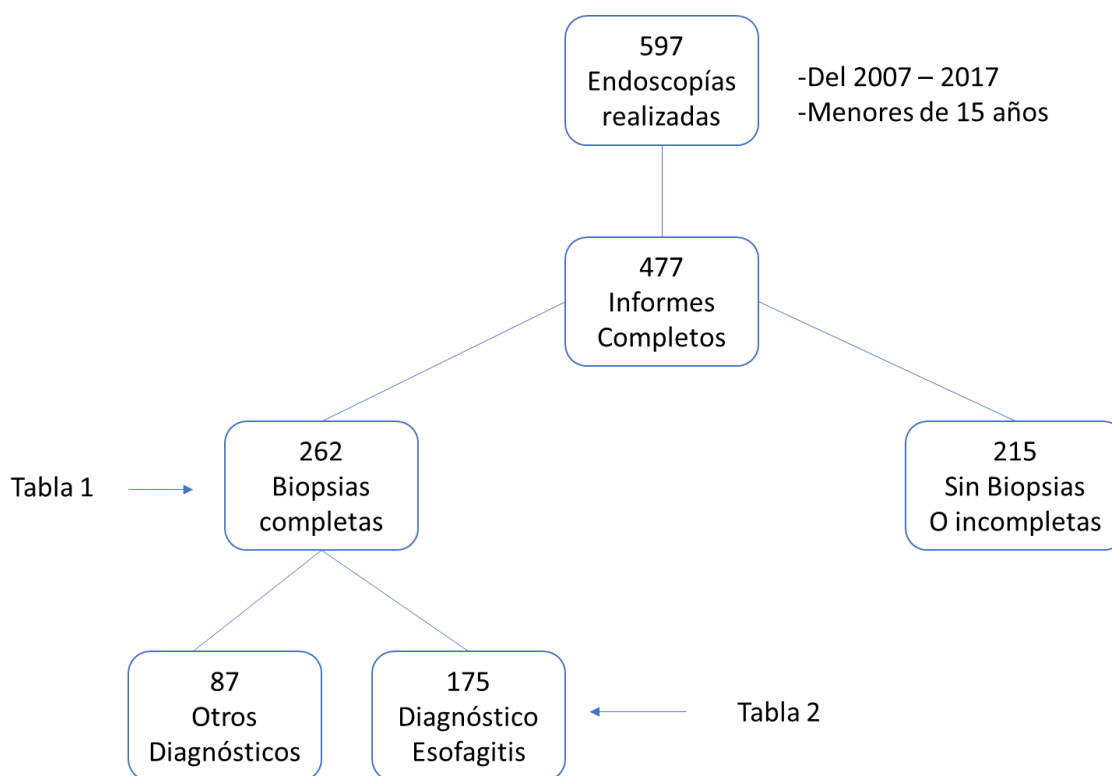 597
Endoscopías
realizadas
-Del 2007 – 2017
-Menores de 15 años
477
Informes
Completos
262
Biopsias
completas
215
Sin Biopsias
O incompletas
Tabla 1
87
Otros
Diagnósticos
175
Diagnóstico
Esofagitis
Tabla 2